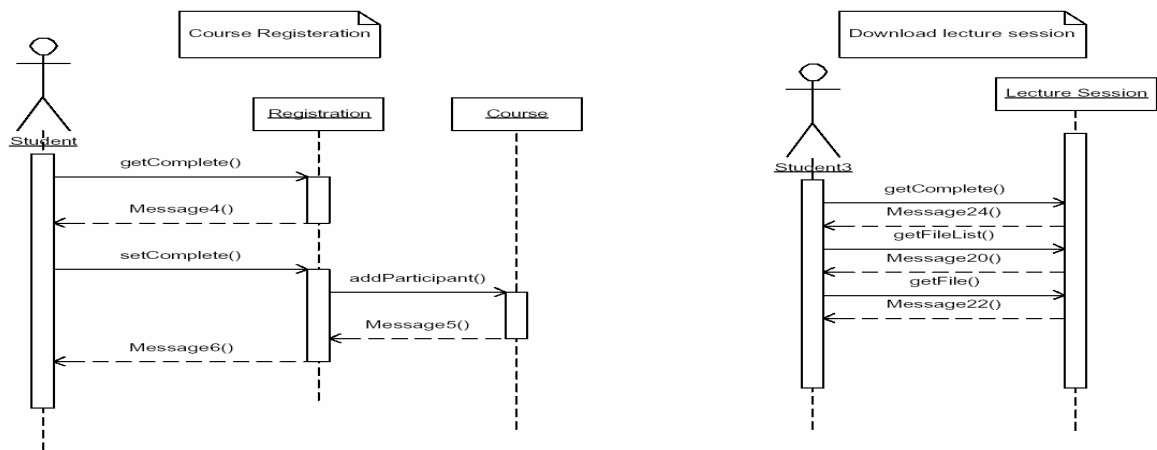 Course Registeration
Student
Registration
Course
getComplete()
Message4()
setComplete()
addParticipant()
Message5()
Message6()
Download lecture session
Student3
Lecture Session
getComplete()
Message24()
getFileList()
Message20()
getFile()
Message22()